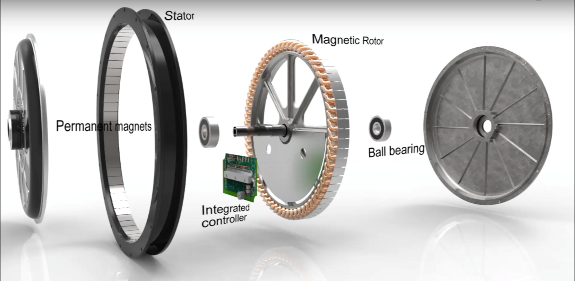 Stator
Magnetic Rotor
Permanent magnets
Ball bearing
Integrated
controller